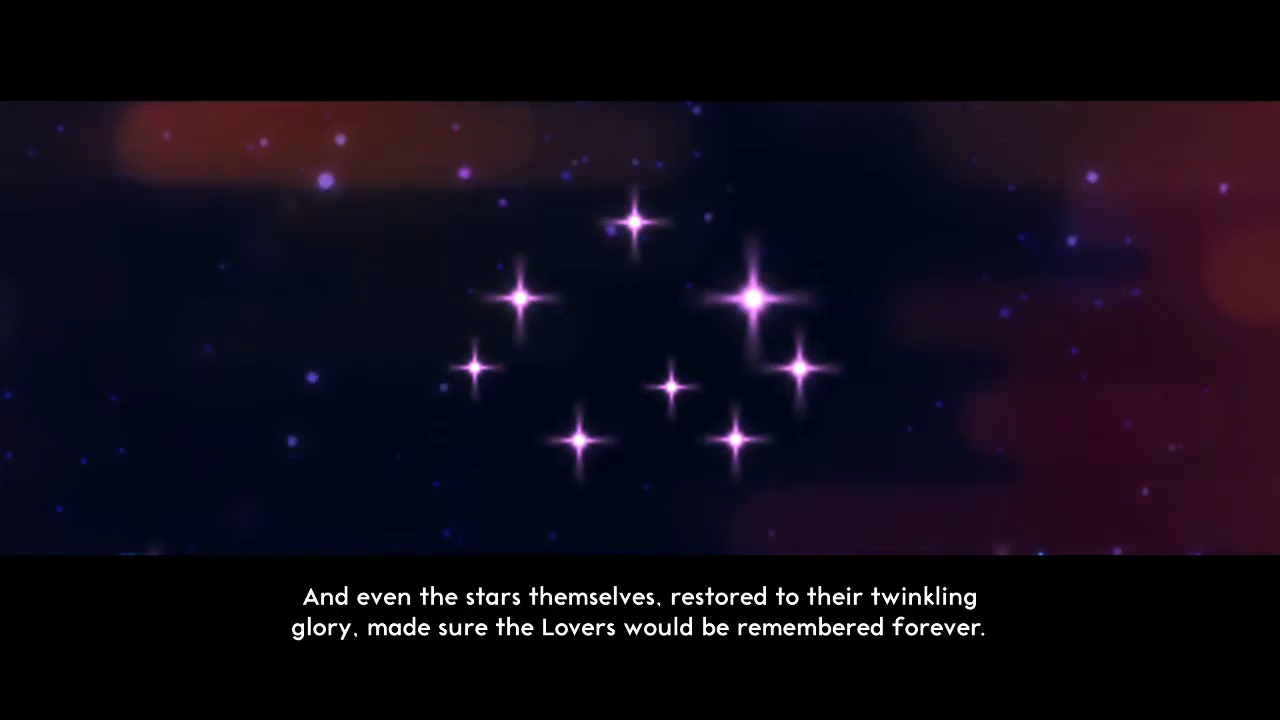 And even the stars themselves, restored to their twinkling
glory, made sure the Lovers would be remembered forever.